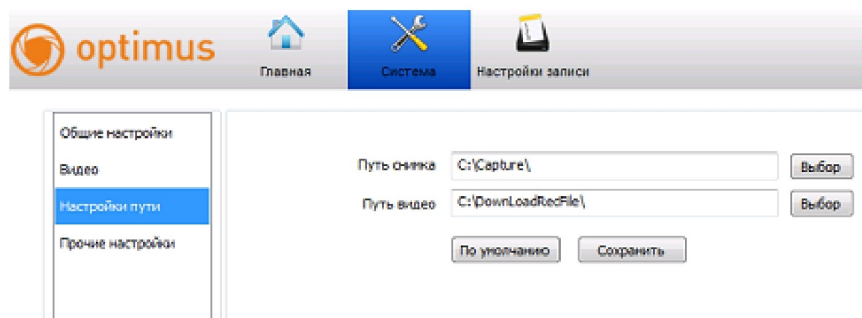 optimus
Главная
Система
Настройки записи
Общие настройки
Видео
Настройки пути
Прочие настройки
Путь снимка C:\Capture\ Выбор
Путь видео C:\DownLoadRecFile\ Выбор
По умолчанию Сохранить